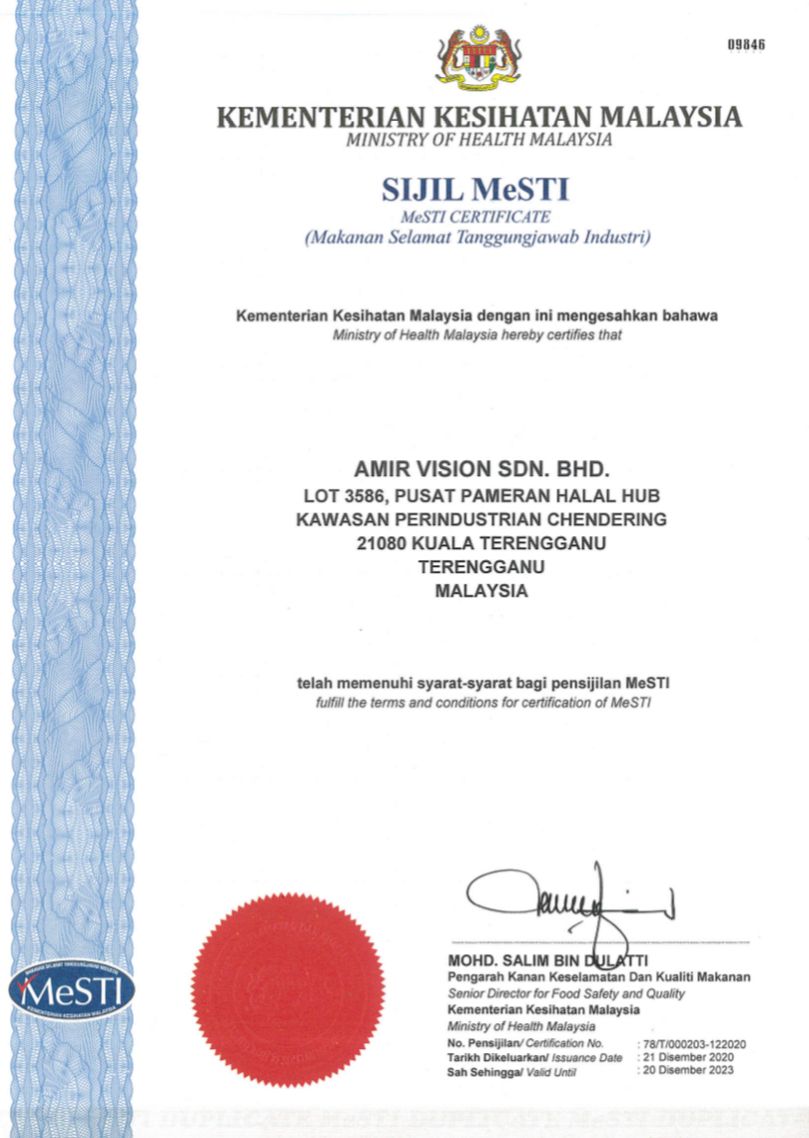 09846
KEMENTERIAN KESIHATAN MALAYSIA
MINISTRY OF HEALTH MALAYSIA
SIJIL MeSTI
MeSTI CERTIFICATE
(Makanan Selamat Tanggungjawab Industri)
Kementerian Kesihatan Malaysia dengan ini mengesahkan bahawa
Ministry of Health Malaysia hereby certifies that
AMIR VISION SDN. BHD.
LOT 3586, PUSAT PAMERAN HALAL HUB
KAWASAN PERINDUSTRIAN CHENDERING
21080 KUALA TERENGGANU
TERENGGANU
MALAYSIA
telah memenuhi syarat-syarat bagi pensijilan MeSTI
fulfill the terms and conditions for certification of MeSTI
MOHD. SALIM BIN DULATTI
Pengarah Kanan Keselamatan Dan Kualiti Makanan
Senior Director for Food Safety and Quality
Kementerian Kesihatan Malaysia
Ministry of Health Malaysia
No. Pensijilan/ Certification No. : 78/T/000203-122020
Tarikh Dikeluarkan/ Issuance Date : 21 Disember 2020
Sah Sehingga/ Valid Until : 20 Disember 2023
MAKANAN SELAMAT TANGGUNGJAWAB INDUSTRI
MeSTI
KEMENTERIAN KESIHATAN MALAYSIA
DUPLICATE MeSTI DUPLICATE MeSTI DUPLICATE